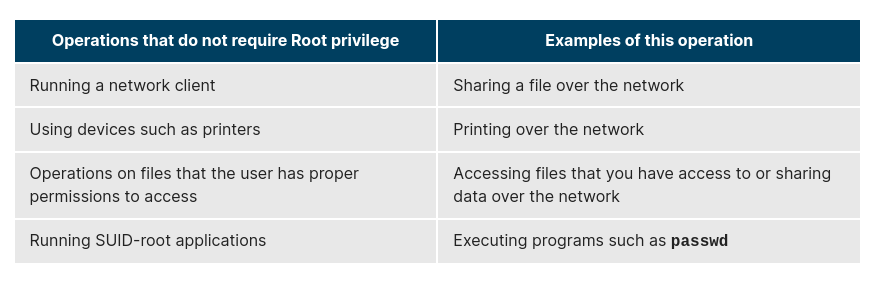 Operations that do not require Root privilege
Examples of this operation
Running a network client
Sharing a file over the network
Using devices such as printers
Printing over the network
Operations on files that the user has proper
permissions to access
Accessing files that you have access to or sharing
data over the network
Running SUID-root applications
Executing programs such as passwd